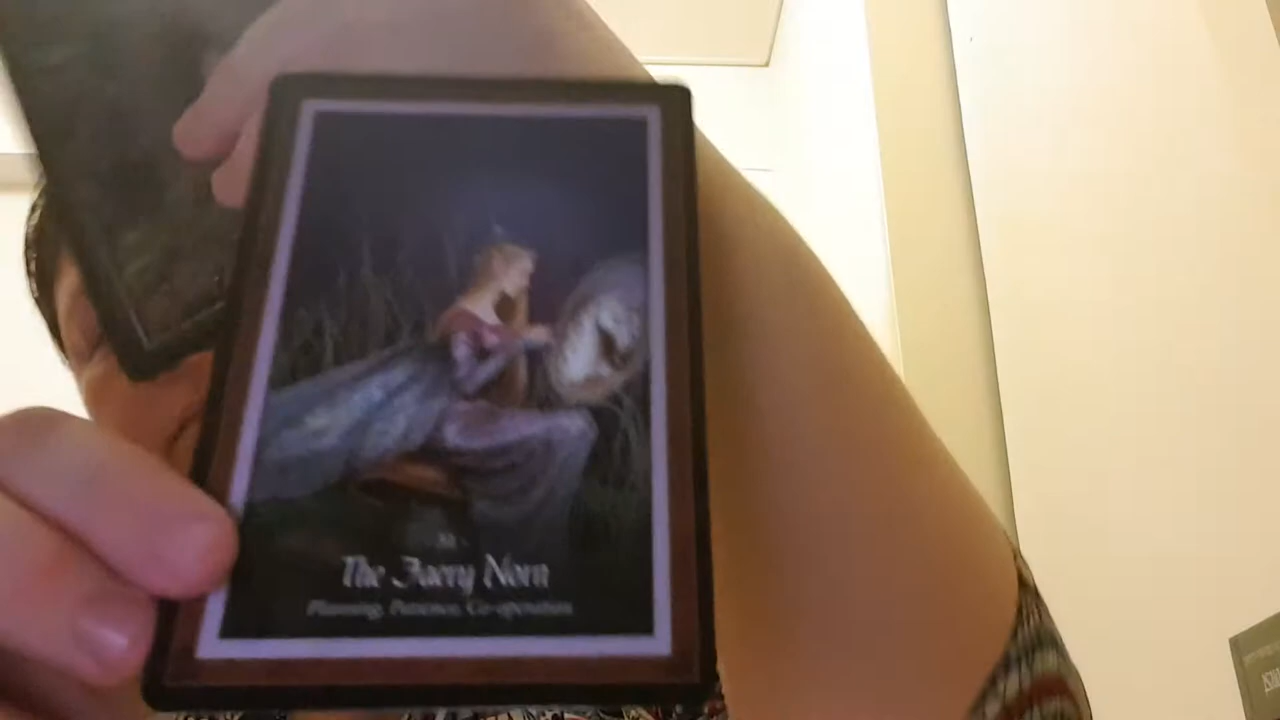 The Faery Norn
Planning, Patience, Co-operation